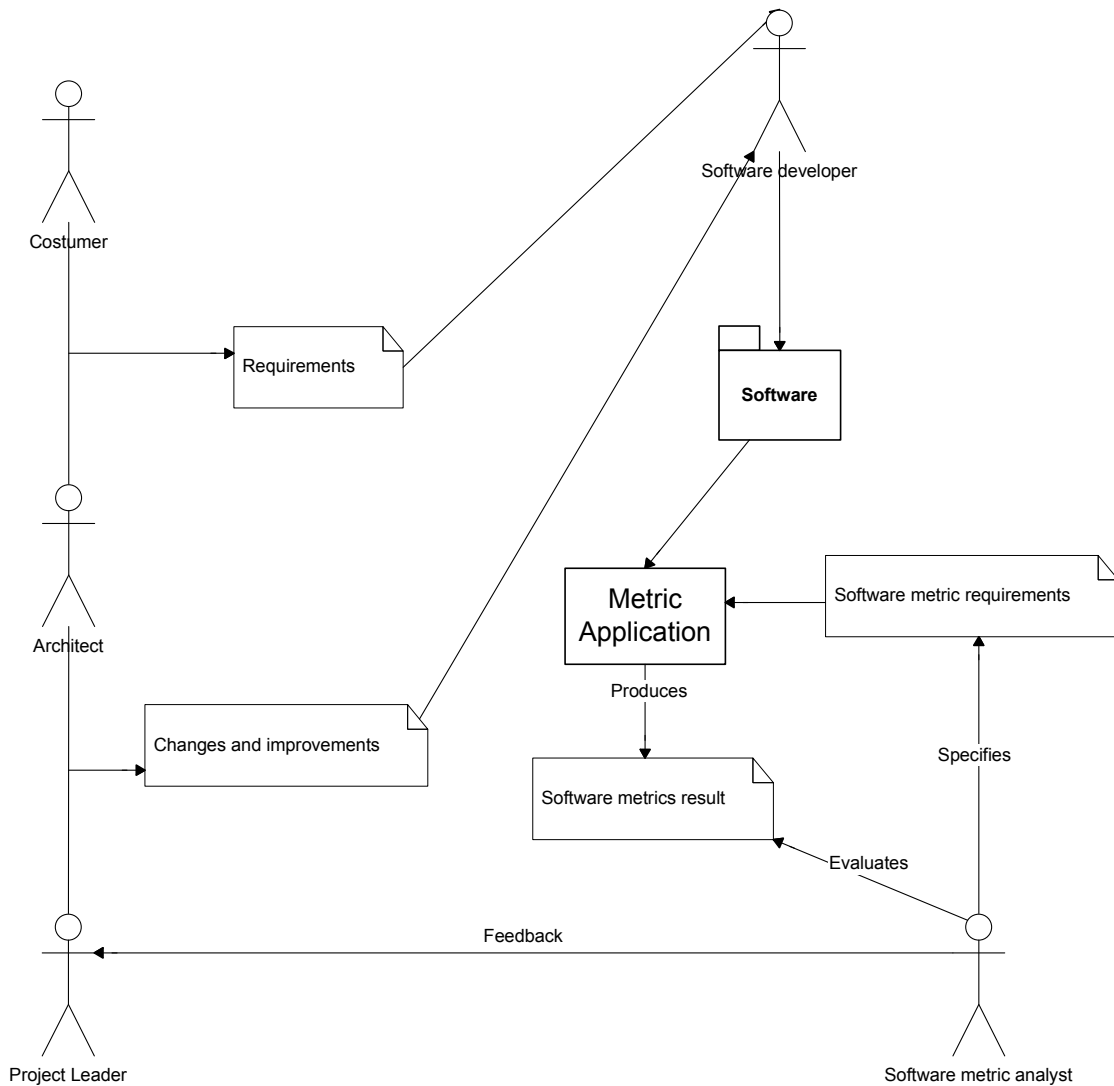 Software developer
Costumer
Requirements
Software
Metric
Application
Software metric requirements
Architect
Produces
Changes and improvements
Specifies
Software metrics result
Evaluates
Feedback
Project Leader
Software metric analyst